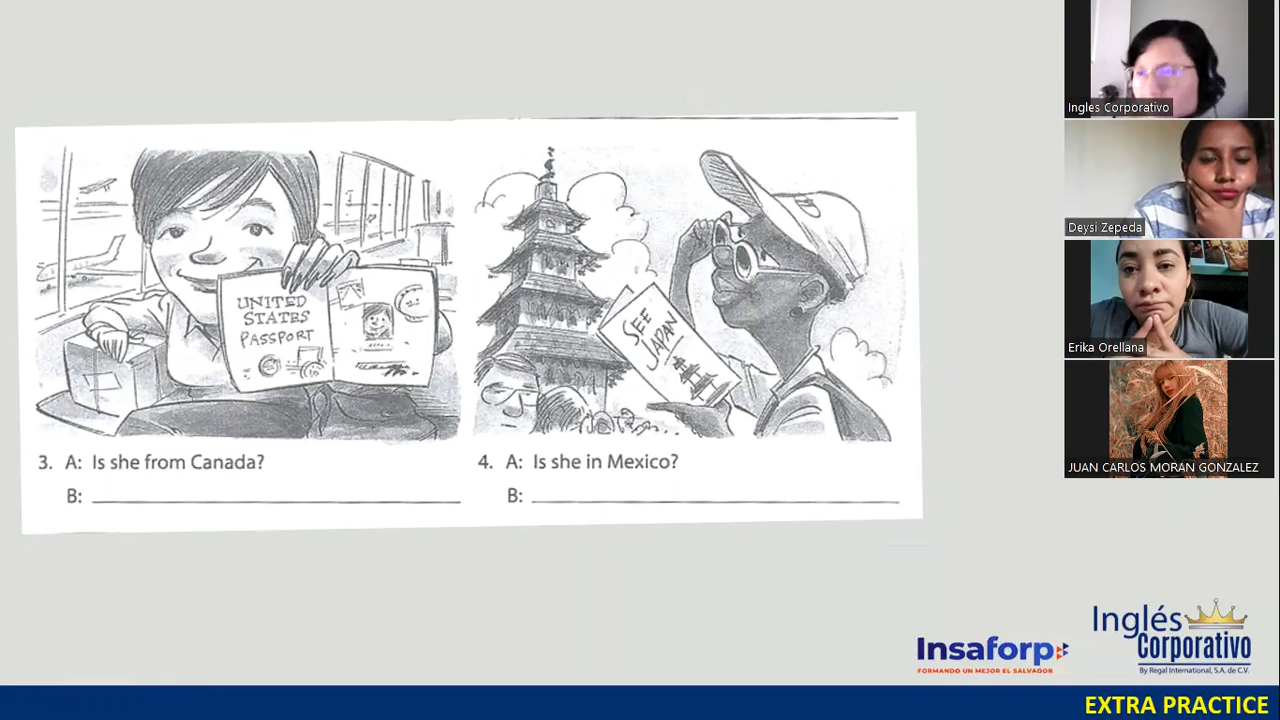 UNITED
STATES
PASSPORT
SEE
JAPAN
3. A: Is she from Canada?
B:
4. A: Is she in Mexico?
B:
Ingles Corporativo
Deysi Zepeda
Erika Orellana
JUAN CARLOS MORAN GONZALEZ
Insaforp
FORMANDO UN MEJOR EL SALVADOR
Inglés
Corporativo
By Regal International, S.A. de C.V.
EXTRA PRACTICE